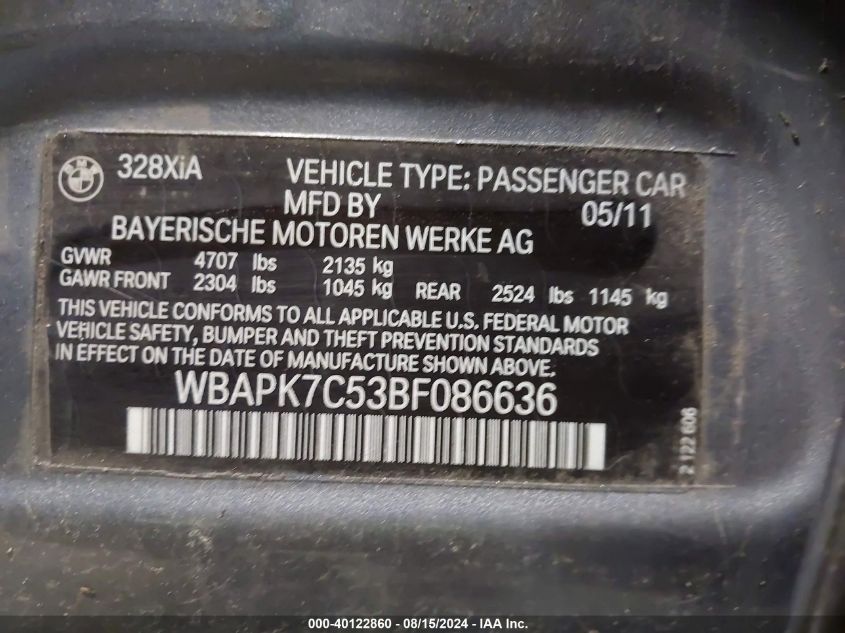 328XiA VEHICLE TYPE: PASSENGER CAR
MFD BY 05/11
BAYERISCHE MOTOREN WERKE AG
GVWR 4707 lbs 2135 kg
GAWR FRONT 2304 lbs 1045 kg REAR 2524 lbs 1145 kg
THIS VEHICLE CONFORMS TO ALL APPLICABLE U.S. FEDERAL MOTOR
VEHICLE SAFETY, BUMPER AND THEFT PREVENTION STANDARDS
IN EFFECT ON THE DATE OF MANUFACTURE SHOWN ABOVE.
WBAPK7C53BF086636
2 122 606
000-40122860 - 08/15/2024 - IAA Inc.